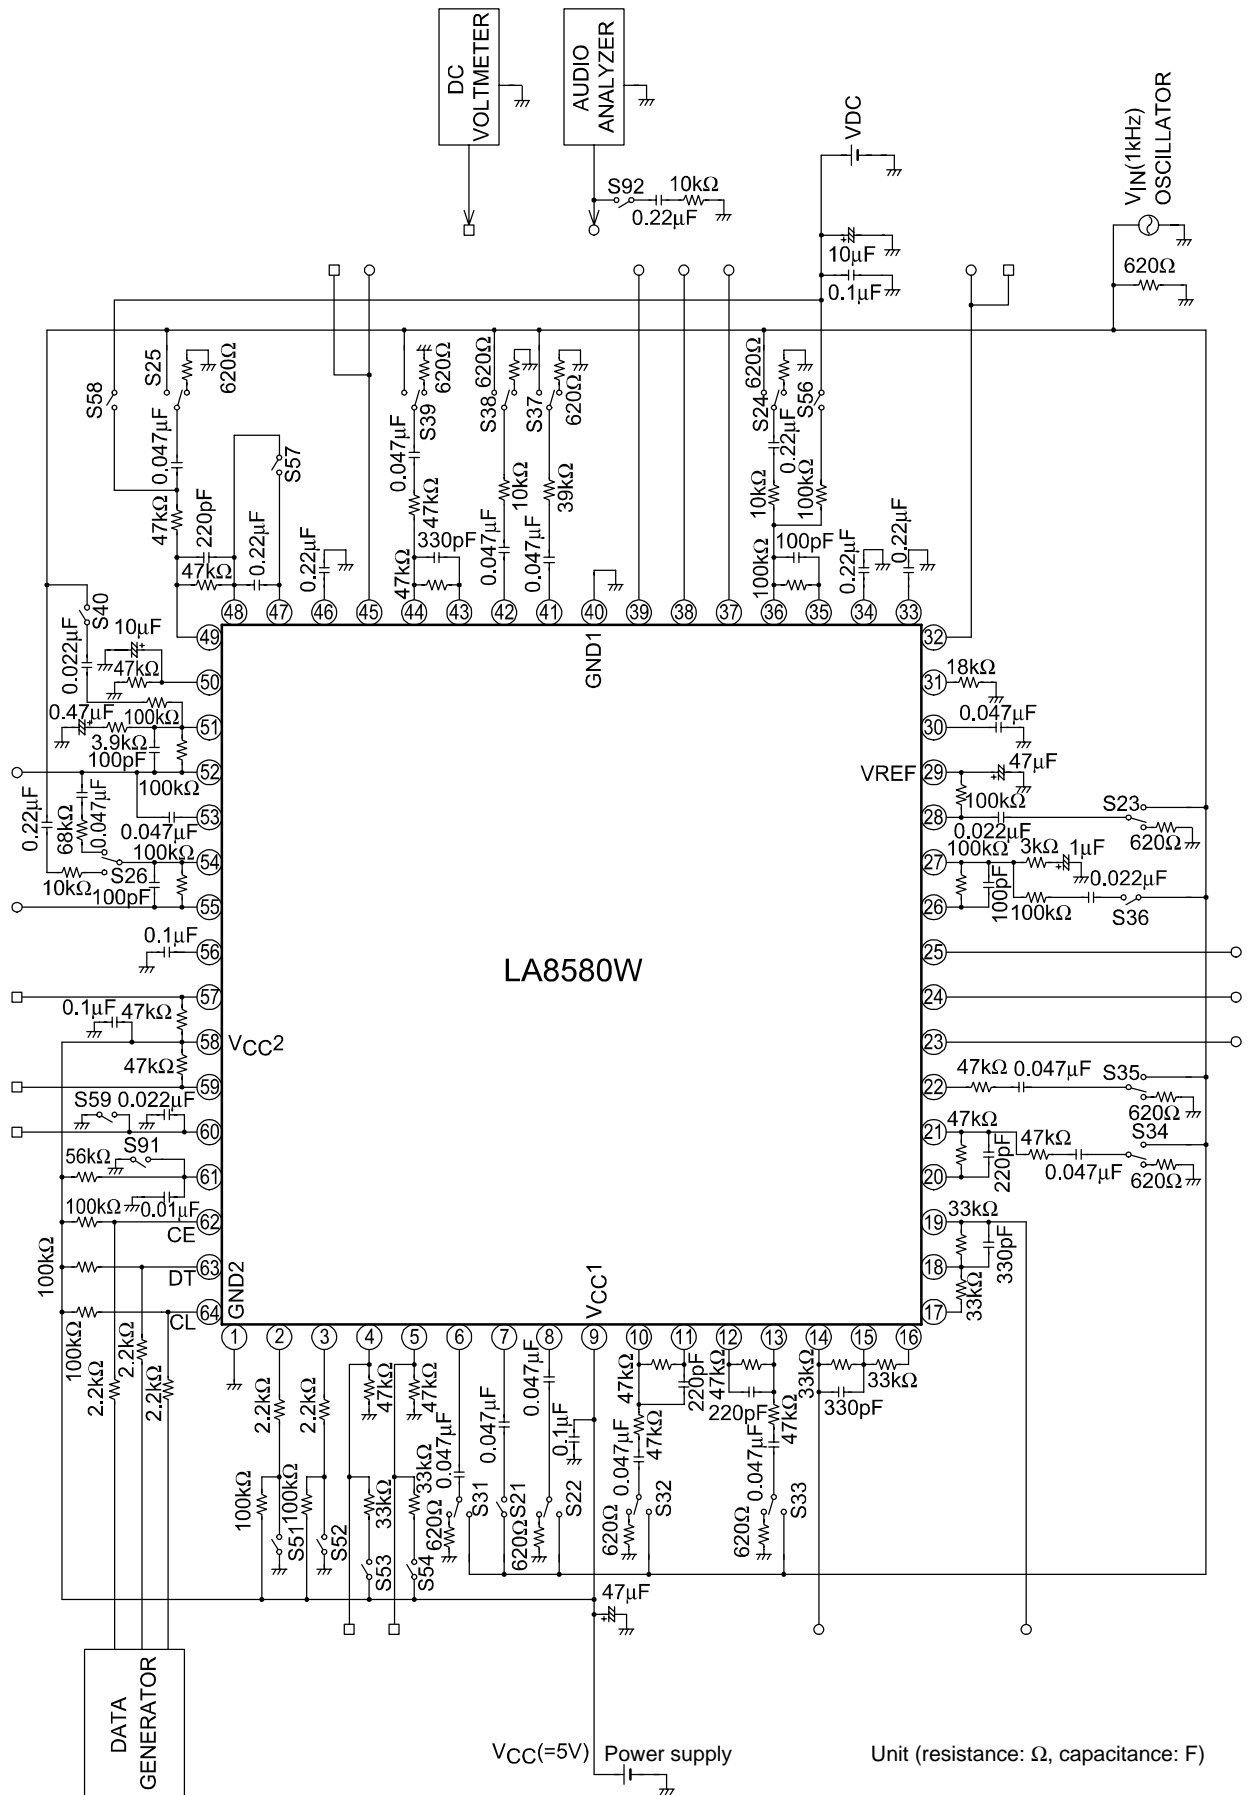 DC
VOLTMETER
AUDIO
ANALYZER
VDC
VIN(1kHz)
OSCILLATOR
S92
10kΩ
0.22μF
10μF
0.1μF
620Ω
S58
S25
620Ω
0.047μF
47kΩ
220pF
47kΩ
0.22μF
S57
0.22μF
S39
620Ω
0.047μF
47kΩ
330pF
47kΩ
S38
620Ω
10kΩ
0.047μF
S37
620Ω
39kΩ
0.047μF
S24
620Ω
0.22μF
10kΩ
S56
100kΩ
100pF
100kΩ
0.22μF
0.22μF
48 47 46 45 44 43 42 41 40 39 38 37 36 35 34 33
GND1
S40
0.022μF
10μF
49
47kΩ
50
100kΩ
0.47μF
51
3.9kΩ
100pF
52
100kΩ
0.22μF
68kΩ
0.047μF
53
0.047μF
100kΩ
54
S26
10kΩ
100pF
55
0.1μF
56
57
0.1μF
47kΩ
58
VCC2
47kΩ
59
S59
0.022μF
60
S91
56kΩ
61
0.01μF
100kΩ
62
CE
100kΩ
63
DT
64
CL
100kΩ
GND2
LA8580W
32
18kΩ
31
0.047μF
30
VREF
29
47μF
100kΩ
28
0.022μF
S23
620Ω
100kΩ
27
3kΩ
1μF
0.022μF
26
100pF
100kΩ
S36
25
24
23
47kΩ
0.047μF
S35
22
620Ω
47kΩ
21
47kΩ
S34
20
220pF
0.047μF
620Ω
33kΩ
19
330pF
18
33kΩ
17
VCC1
1 2 3 4 5 6 7 8 9 10 11 12 13 14 15 16
2.2kΩ
2.2kΩ
2.2kΩ
2.2kΩ
2.2kΩ
100kΩ
S51
100kΩ
S52
47kΩ
33kΩ
S53
47kΩ
33kΩ
S54
0.047μF
620Ω
S31
0.047μF
S21
0.047μF
620Ω
S22
620Ω
0.1μF
47kΩ
220pF
47kΩ
0.047μF
620Ω
S32
47kΩ
220pF
47kΩ
0.047μF
620Ω
S33
33kΩ
33kΩ
330pF
47μF
DATA
GENERATOR
VCC(=5V) Power supply
Unit (resistance: Ω, capacitance: F)